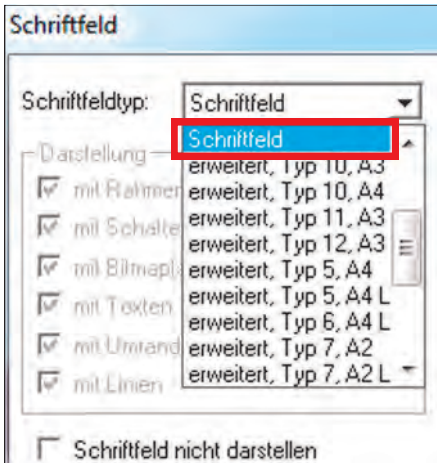 Schriftfeld
Schriftfeldtyp: Schriftfeld
Schriftfeld
Darstellung
erweitert, Typ 10, A3
mit Rahmen
erweitert, Typ 10, A4
erweitert, Typ 11, A3
mit Schalte
erweitert, Typ 12, A3
mit Bitmapl
erweitert, Typ 5, A4
erweitert, Typ 5, A4 L
mit Texten
erweitert, Typ 6, A4 L
mit Umrand
erweitert, Typ 7, A2
mit Linien
erweitert, Typ 7, A2 L
Schriftfeld nicht darstellen